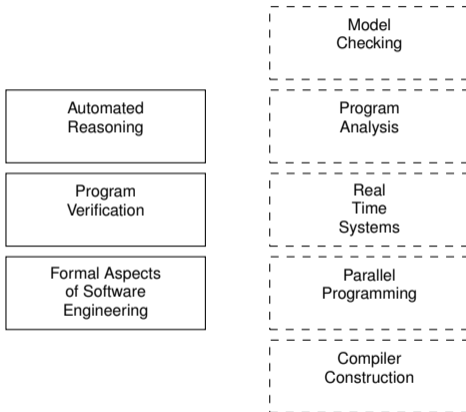 Model
Checking
Automated
Reasoning
Program
Analysis
Program
Verification
Real
Time
Systems
Formal Aspects
of Software
Engineering
Parallel
Programming
Compiler
Construction